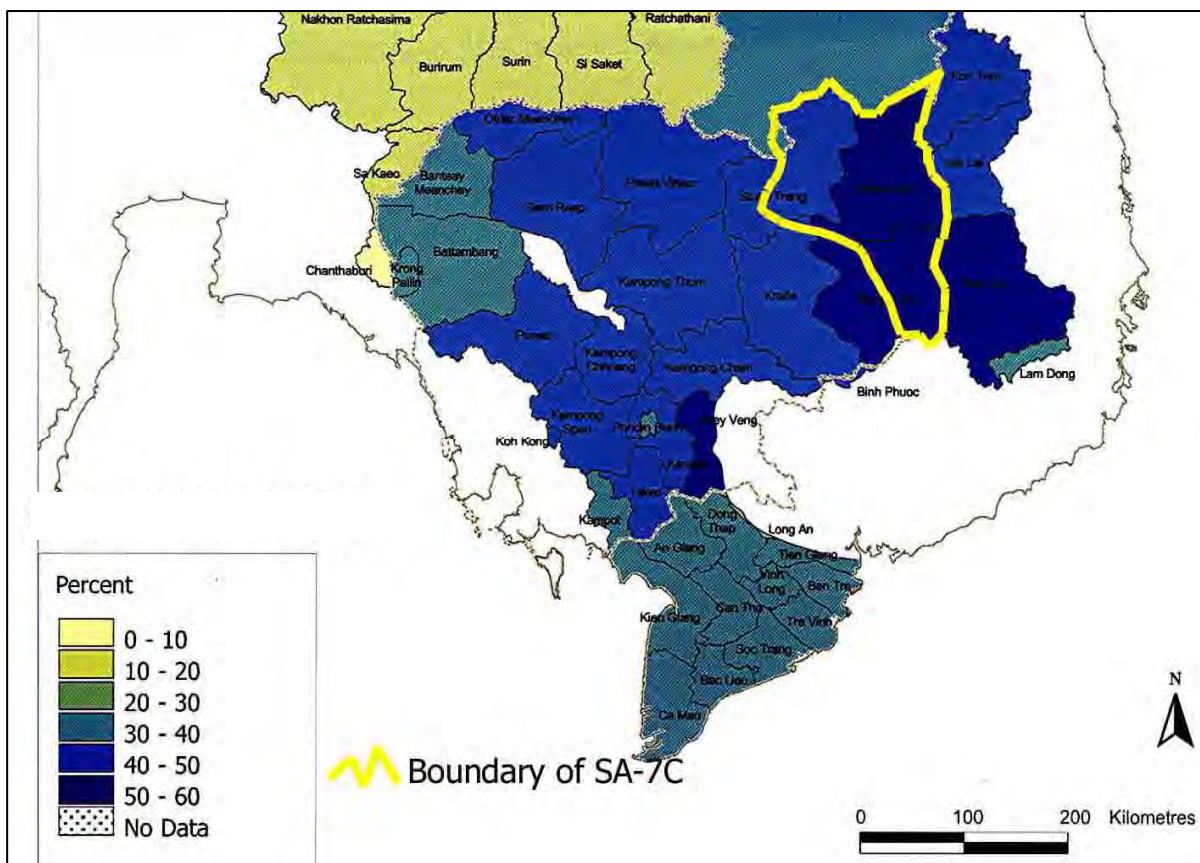 Nakhon Ratchasima
Ratchathani
Burirum
Surin
Si Saket
Kon Tum
Oddar Meanchey
Sa Kaeo
Banteay
Meanchey
Siem Reap
Preah Vihear
Stung Treng
Gia Lai
Battambang
Chanthaburi
Krong
Pailin
Kampong Thom
Kratie
Pursat
Kampong
Chhnang
Kampong Cham
Lam Dong
Binh Phuoc
Kampong
Speu
Koh Kong
Phnom Penh
Prey Veng
Kandal
Takeo
Kampot
Dong
Thap
Long An
An Giang
Tien Giang
Vinh
Long
Ben Tre
Kien Giang
Can Tho
Tra Vinh
Soc Trang
Bac Lieu
Ca Mau
Percent
0 - 10
10 - 20
20 - 30
30 - 40
40 - 50
50 - 60
No Data
Boundary of SA-7C
N
0 100 200 Kilometres